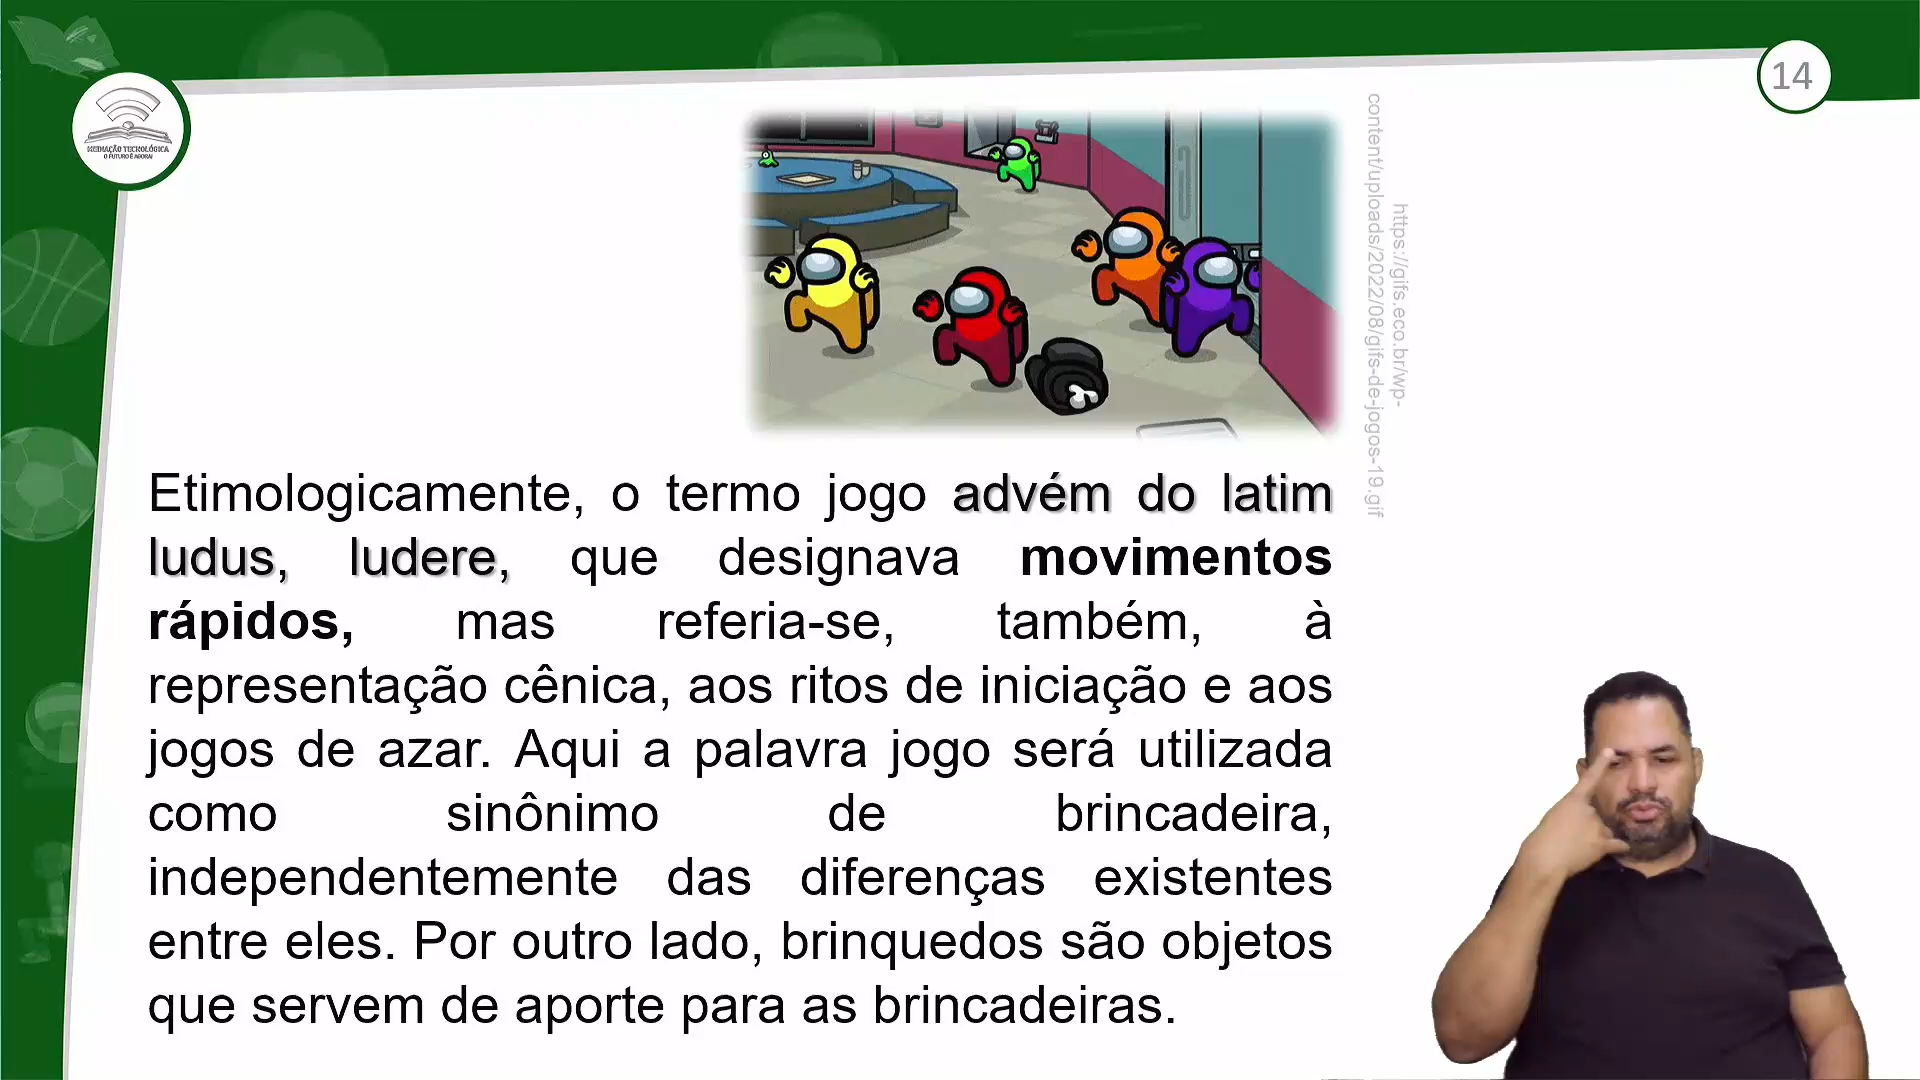 14
MEDIAÇÃO TECNOLÓGICA
O FUTURO É AGORA!
https://gifs.eco.br/wp-
content/uploads/2022/08/gifs-de-jogos-19.gif
Etimologicamente, o termo jogo advém do latim
ludus, ludere, que designava movimentos
rápidos, mas referia-se, também, à
representação cênica, aos ritos de iniciação e aos
jogos de azar. Aqui a palavra jogo será utilizada
como sinônimo de brincadeira,
independentemente das diferenças existentes
entre eles. Por outro lado, brinquedos são objetos
que servem de aporte para as brincadeiras.